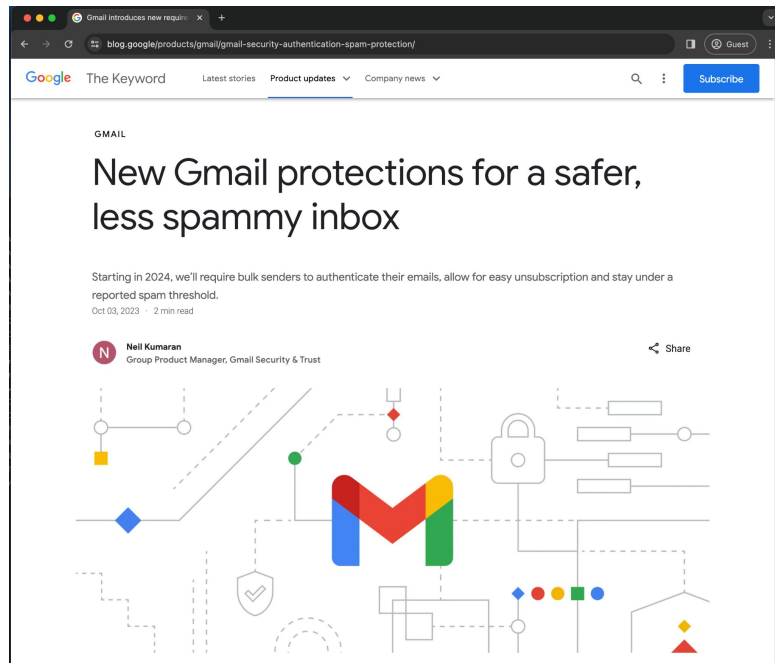 Gmail introduces new require
blog.google/products/gmail/gmail-security-authentication-spam-protection/
Guest
Google The Keyword
Latest stories
Product updates
Company news
Subscribe
GMAIL
New Gmail protections for a safer,
less spammy inbox
Starting in 2024, we’ll require bulk senders to authenticate their emails, allow for easy unsubscription and stay under a
reported spam threshold.
Oct 03, 2023 · 2 min read
N
Neil Kumaran
Group Product Manager, Gmail Security & Trust
Share